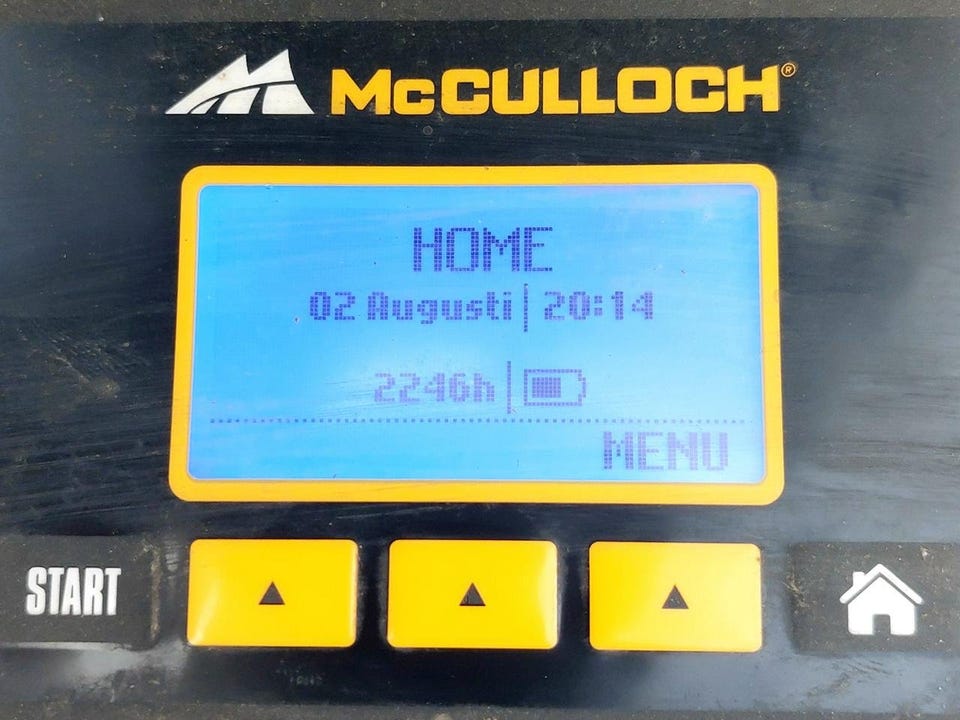 McCULLOCH®
HOME
02 Augusti | 20:14
2246h |
MENU
START